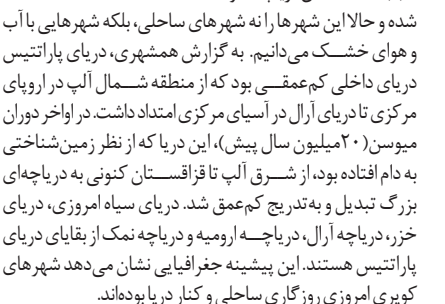 شده و حالا این شهرها را نه شهرهای ساحلی، بلکه شهرهایی با آب
و هوای خشک می‌دانیم. به گزارش همشهری، دریای پاراتتیس
دریای داخلی کم‌عمقی بود که از منطقه شمال آلپ در اروپای
مرکزی تا دریای آرال در آسیای مرکزی امتداد داشت. در اواخر دوران
میوسن(۲۰میلیون سال پیش)، این دریا که از نظر زمین‌شناختی
به دام افتاده بود، از شرق آلپ تا قزاقستان کنونی به دریاچه‌ای
بزرگ تبدیل و به‌تدریج کم‌عمق شد. دریای سیاه امروزی، دریای
خزر، دریاچه آرال، دریاچه ارومیه و دریاچه نمک از بقایای دریای
پاراتتیس هستند. این پیشینه جغرافیایی نشان می‌دهد شهرهای
کویری امروزی روزگاری ساحلی و کنار دریا بوده‌اند.